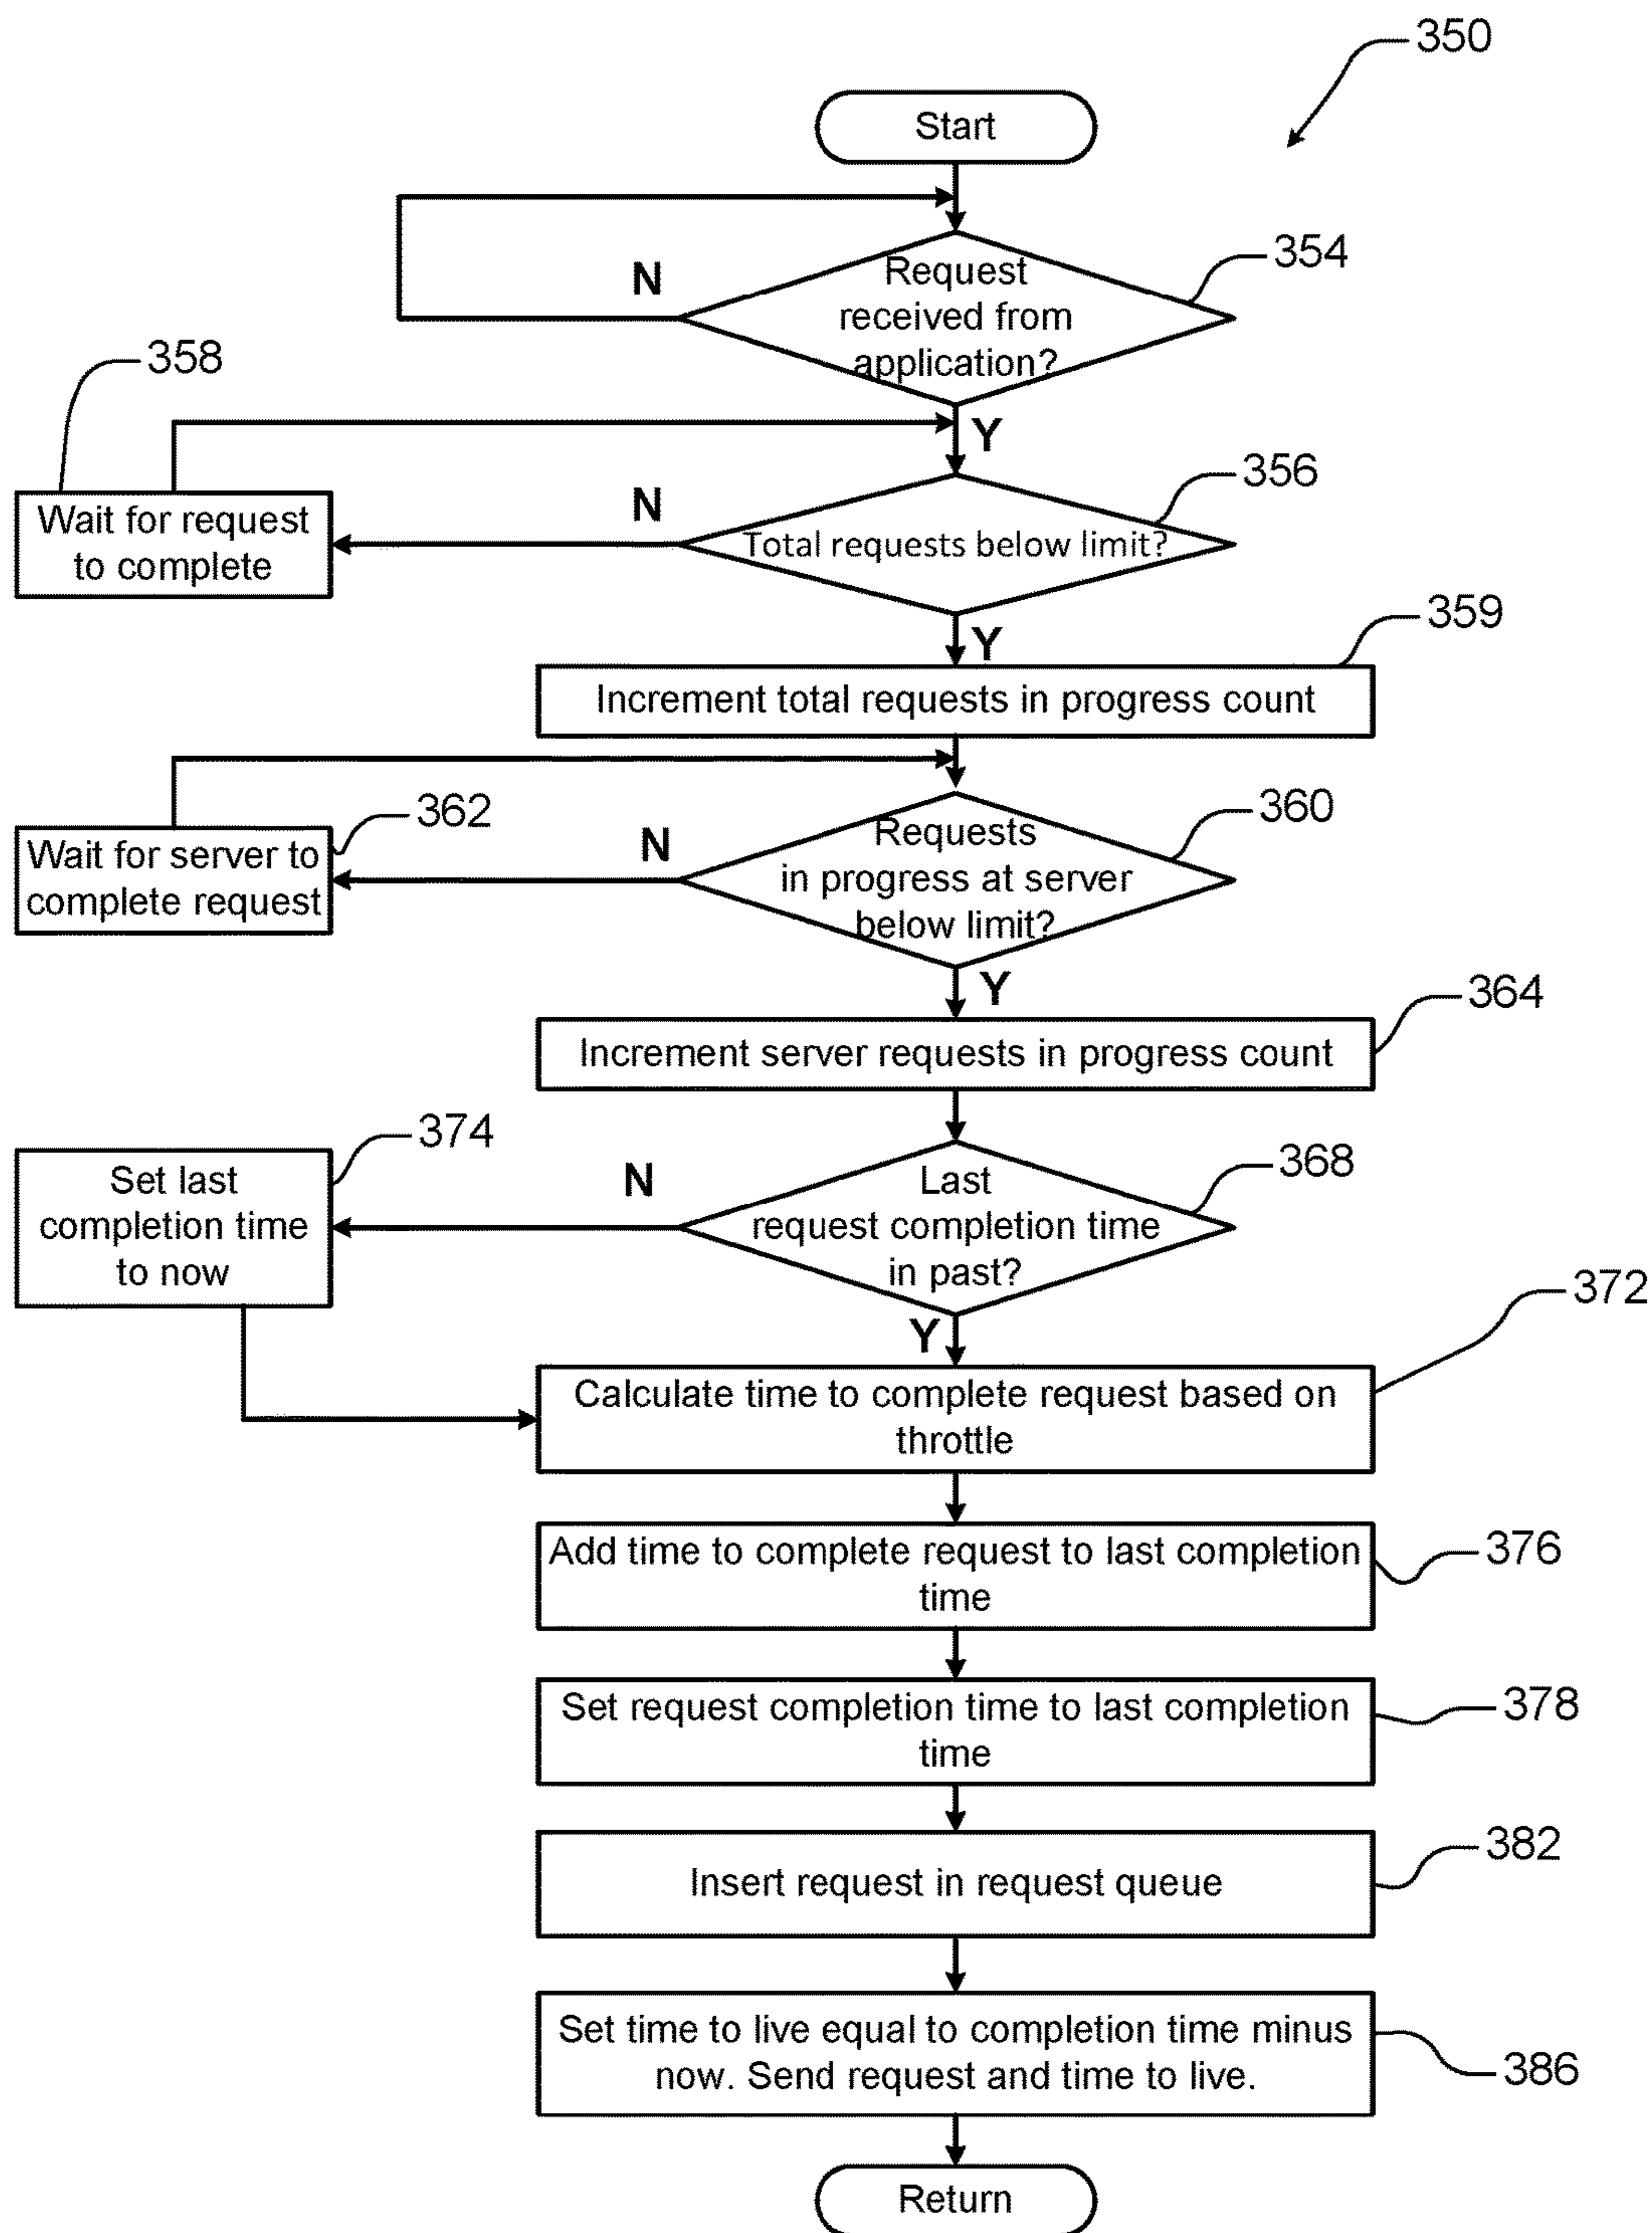 350
Start
354
Request
received from
application?
N
Y
358
Wait for request
to complete
356
Total requests below limit?
N
Y
359
Increment total requests in progress count
362
Wait for server to
complete request
360
Requests
in progress at server
below limit?
N
Y
364
Increment server requests in progress count
374
Set last
completion time
to now
368
Last
request completion time
in past?
N
Y
372
Calculate time to complete request based on
throttle
Add time to complete request to last completion
time
376
Set request completion time to last completion
time
378
Insert request in request queue
382
Set time to live equal to completion time minus
now. Send request and time to live.
386
Return